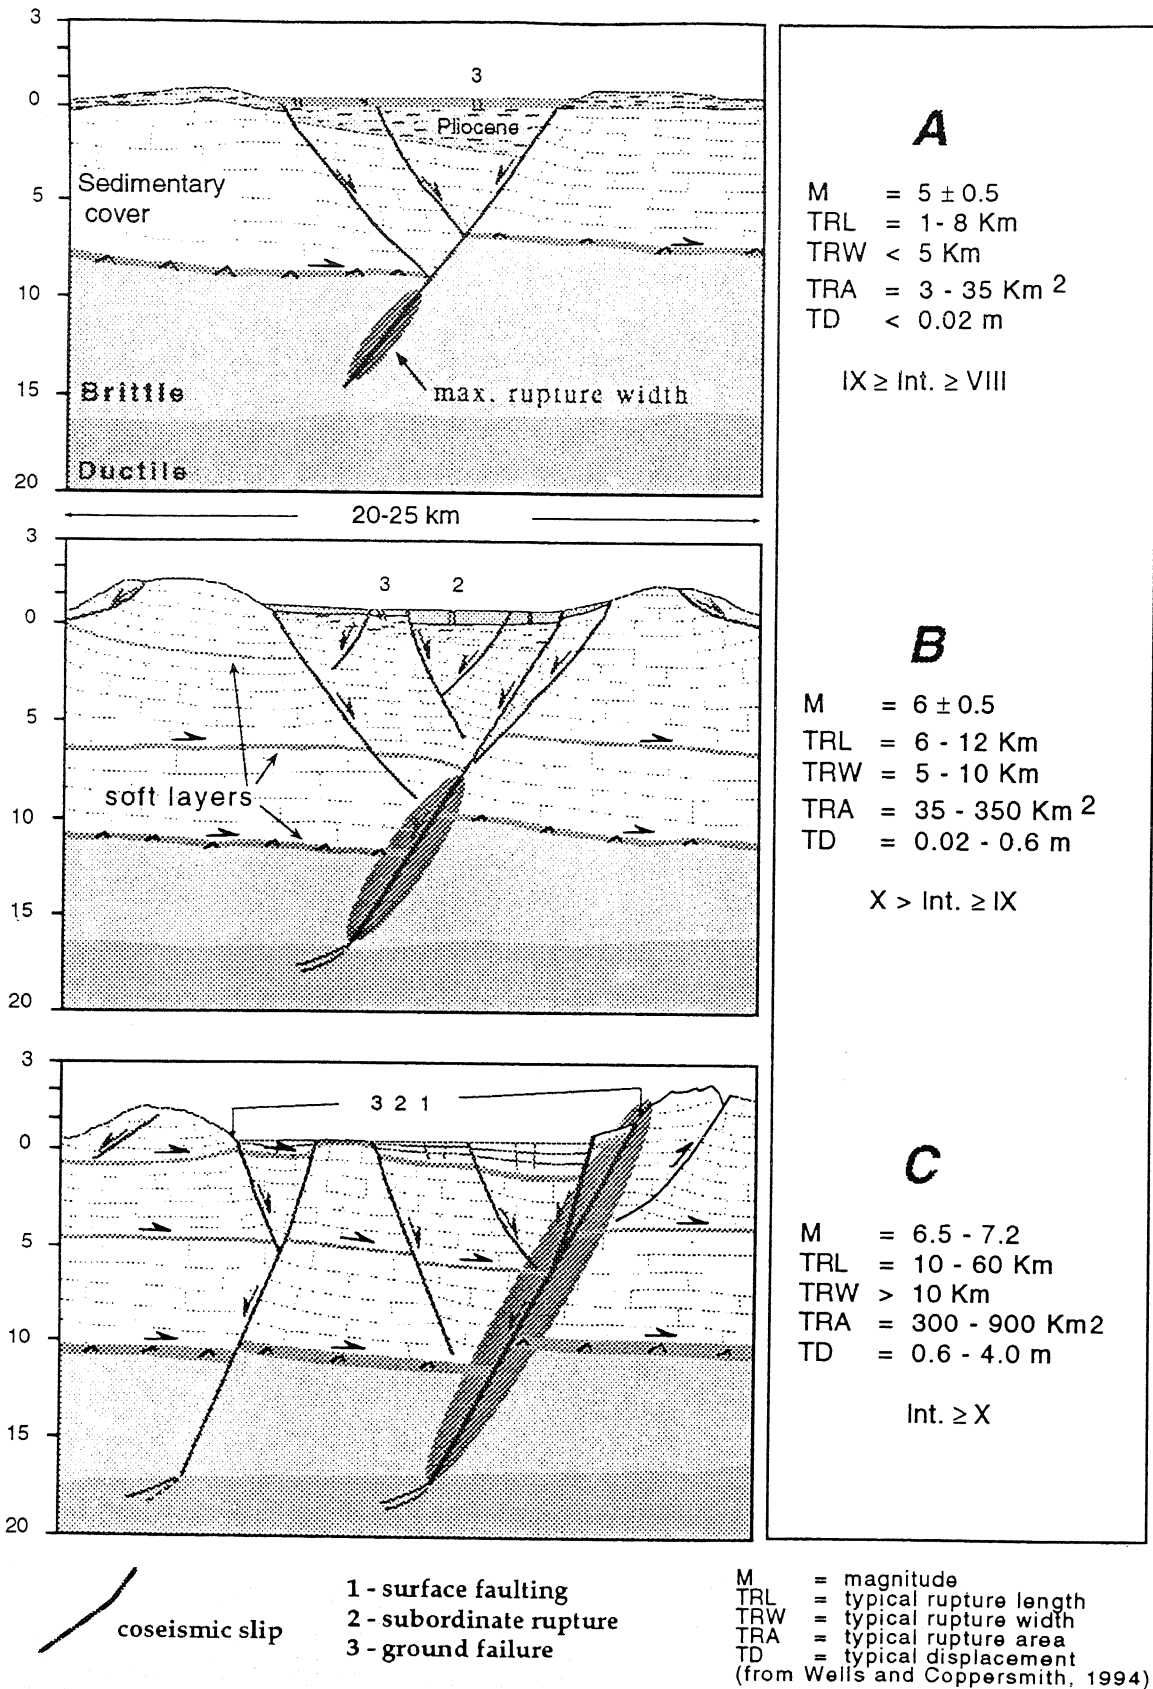 3
0
5
10
15
20
3
Pliocene
Sedimentary
cover
max. rupture width
Brittle
Ductile
A
M = 5 ± 0.5
TRL = 1- 8 Km
TRW < 5 Km
TRA = 3 - 35 Km 2
TD < 0.02 m
IX ≥ Int. ≥ VIII
20-25 km
3
0
5
10
15
20
3 2
soft layers
B
M = 6 ± 0.5
TRL = 6 - 12 Km
TRW = 5 - 10 Km
TRA = 35 - 350 Km 2
TD = 0.02 - 0.6 m
X > Int. ≥ IX
3
0
5
10
15
20
3 2 1
C
M = 6.5 - 7.2
TRL = 10 - 60 Km
TRW > 10 Km
TRA = 300 - 900 Km2
TD = 0.6 - 4.0 m
Int. ≥ X
coseismic slip
1 - surface faulting
2 - subordinate rupture
3 - ground failure
M = magnitude
TRL = typical rupture length
TRW = typical rupture width
TRA = typical rupture area
TD = typical displacement
(from Wells and Coppersmith, 1994)